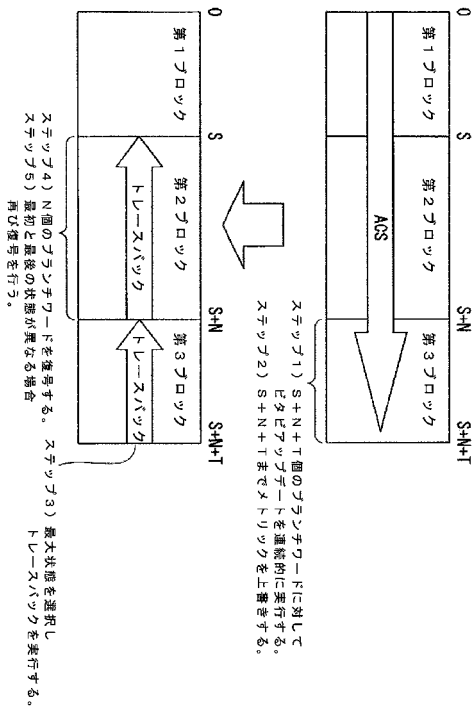 0
S
S+N
S+N+T
第1ブロック
第2ブロック
第3ブロック
ACS
ステップ1) S+N+T個のブランチワードに対して
ビタビアップデートを連続的に実行する。
ステップ2) S+N+Tまでメトリックを上書きする。
0
S
S+N
S+N+T
第1ブロック
第2ブロック
第3ブロック
トレースバック
トレースバック
ステップ3) 最大状態を選択し
トレースバックを実行する。
ステップ4) N個のブランチワードを復号する。
ステップ5) 最初と最後の状態が異なる場合
再び復号を行う。